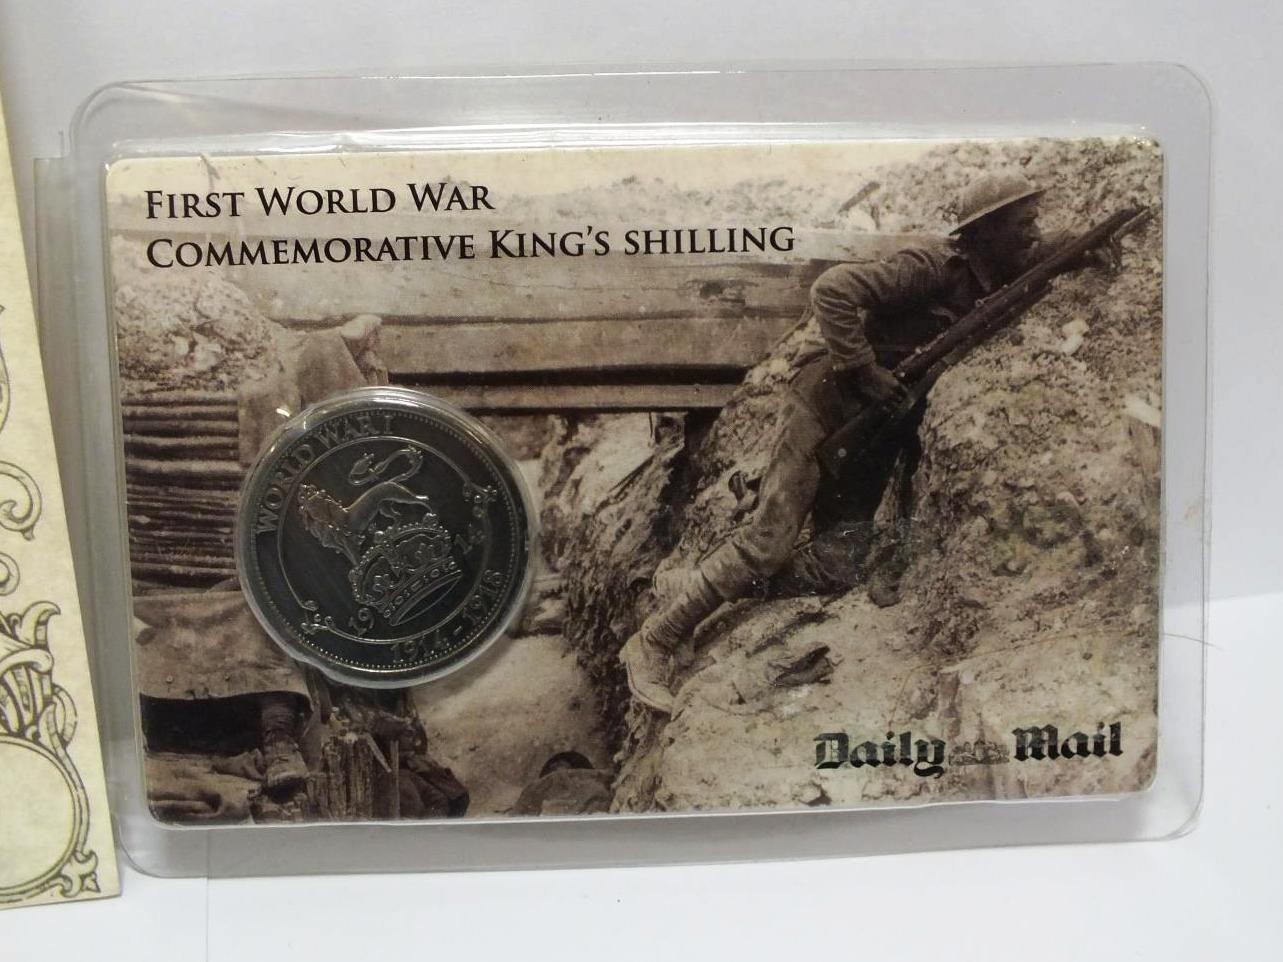 FIRST WORLD WAR
COMMEMORATIVE KING'S SHILLING
WORLD WAR I
19 14
1914 - 1918
Daily Mail